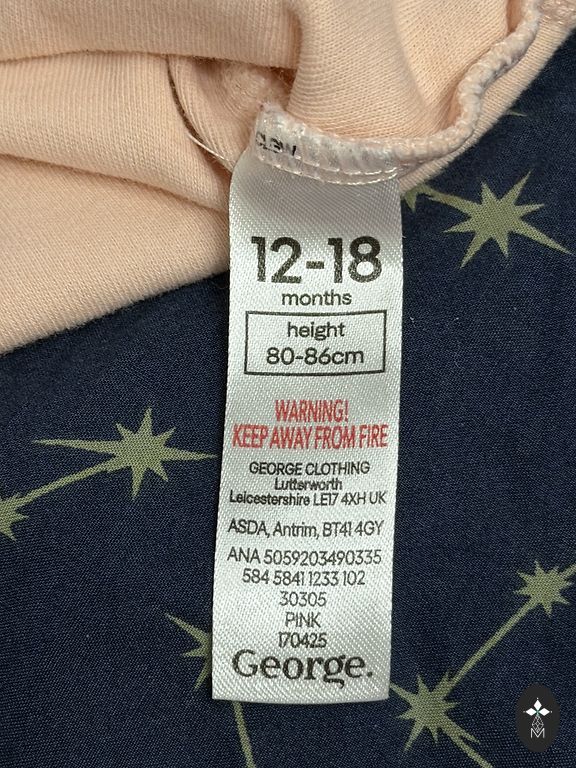 12-18
months
height
80-86cm
WARNING!
KEEP AWAY FROM FIRE
GEORGE CLOTHING
Lutterworth
Leicestershire LE17 4XH UK
ASDA, Antrim, BT41 4GY
ANA 5059203490335
584 5841 1233 102
30305
PINK
170425
George.
M